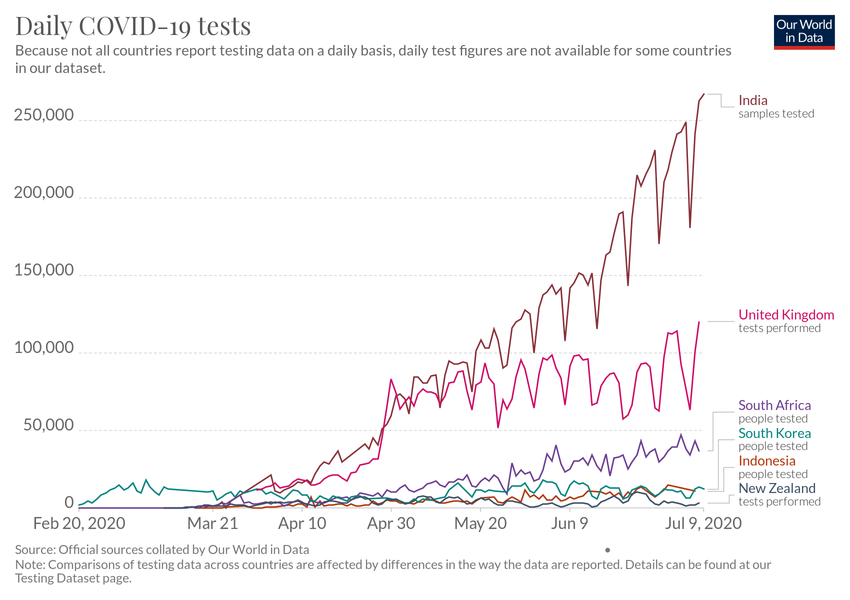 Daily COVID-19 tests
Our World
in Data
Because not all countries report testing data on a daily basis, daily test figures are not available for some countries
in our dataset.
250,000
200,000
150,000
100,000
50,000
0
India
samples tested
United Kingdom
tests performed
South Africa
people tested
South Korea
people tested
Indonesia
people tested
New Zealand
tests performed
Feb 20, 2020
Mar 21
Apr 10
Apr 30
May 20
Jun 9
Jul 9, 2020
Source: Official sources collated by Our World in Data
Note: Comparisons of testing data across countries are affected by differences in the way the data are reported. Details can be found at our
Testing Dataset page.